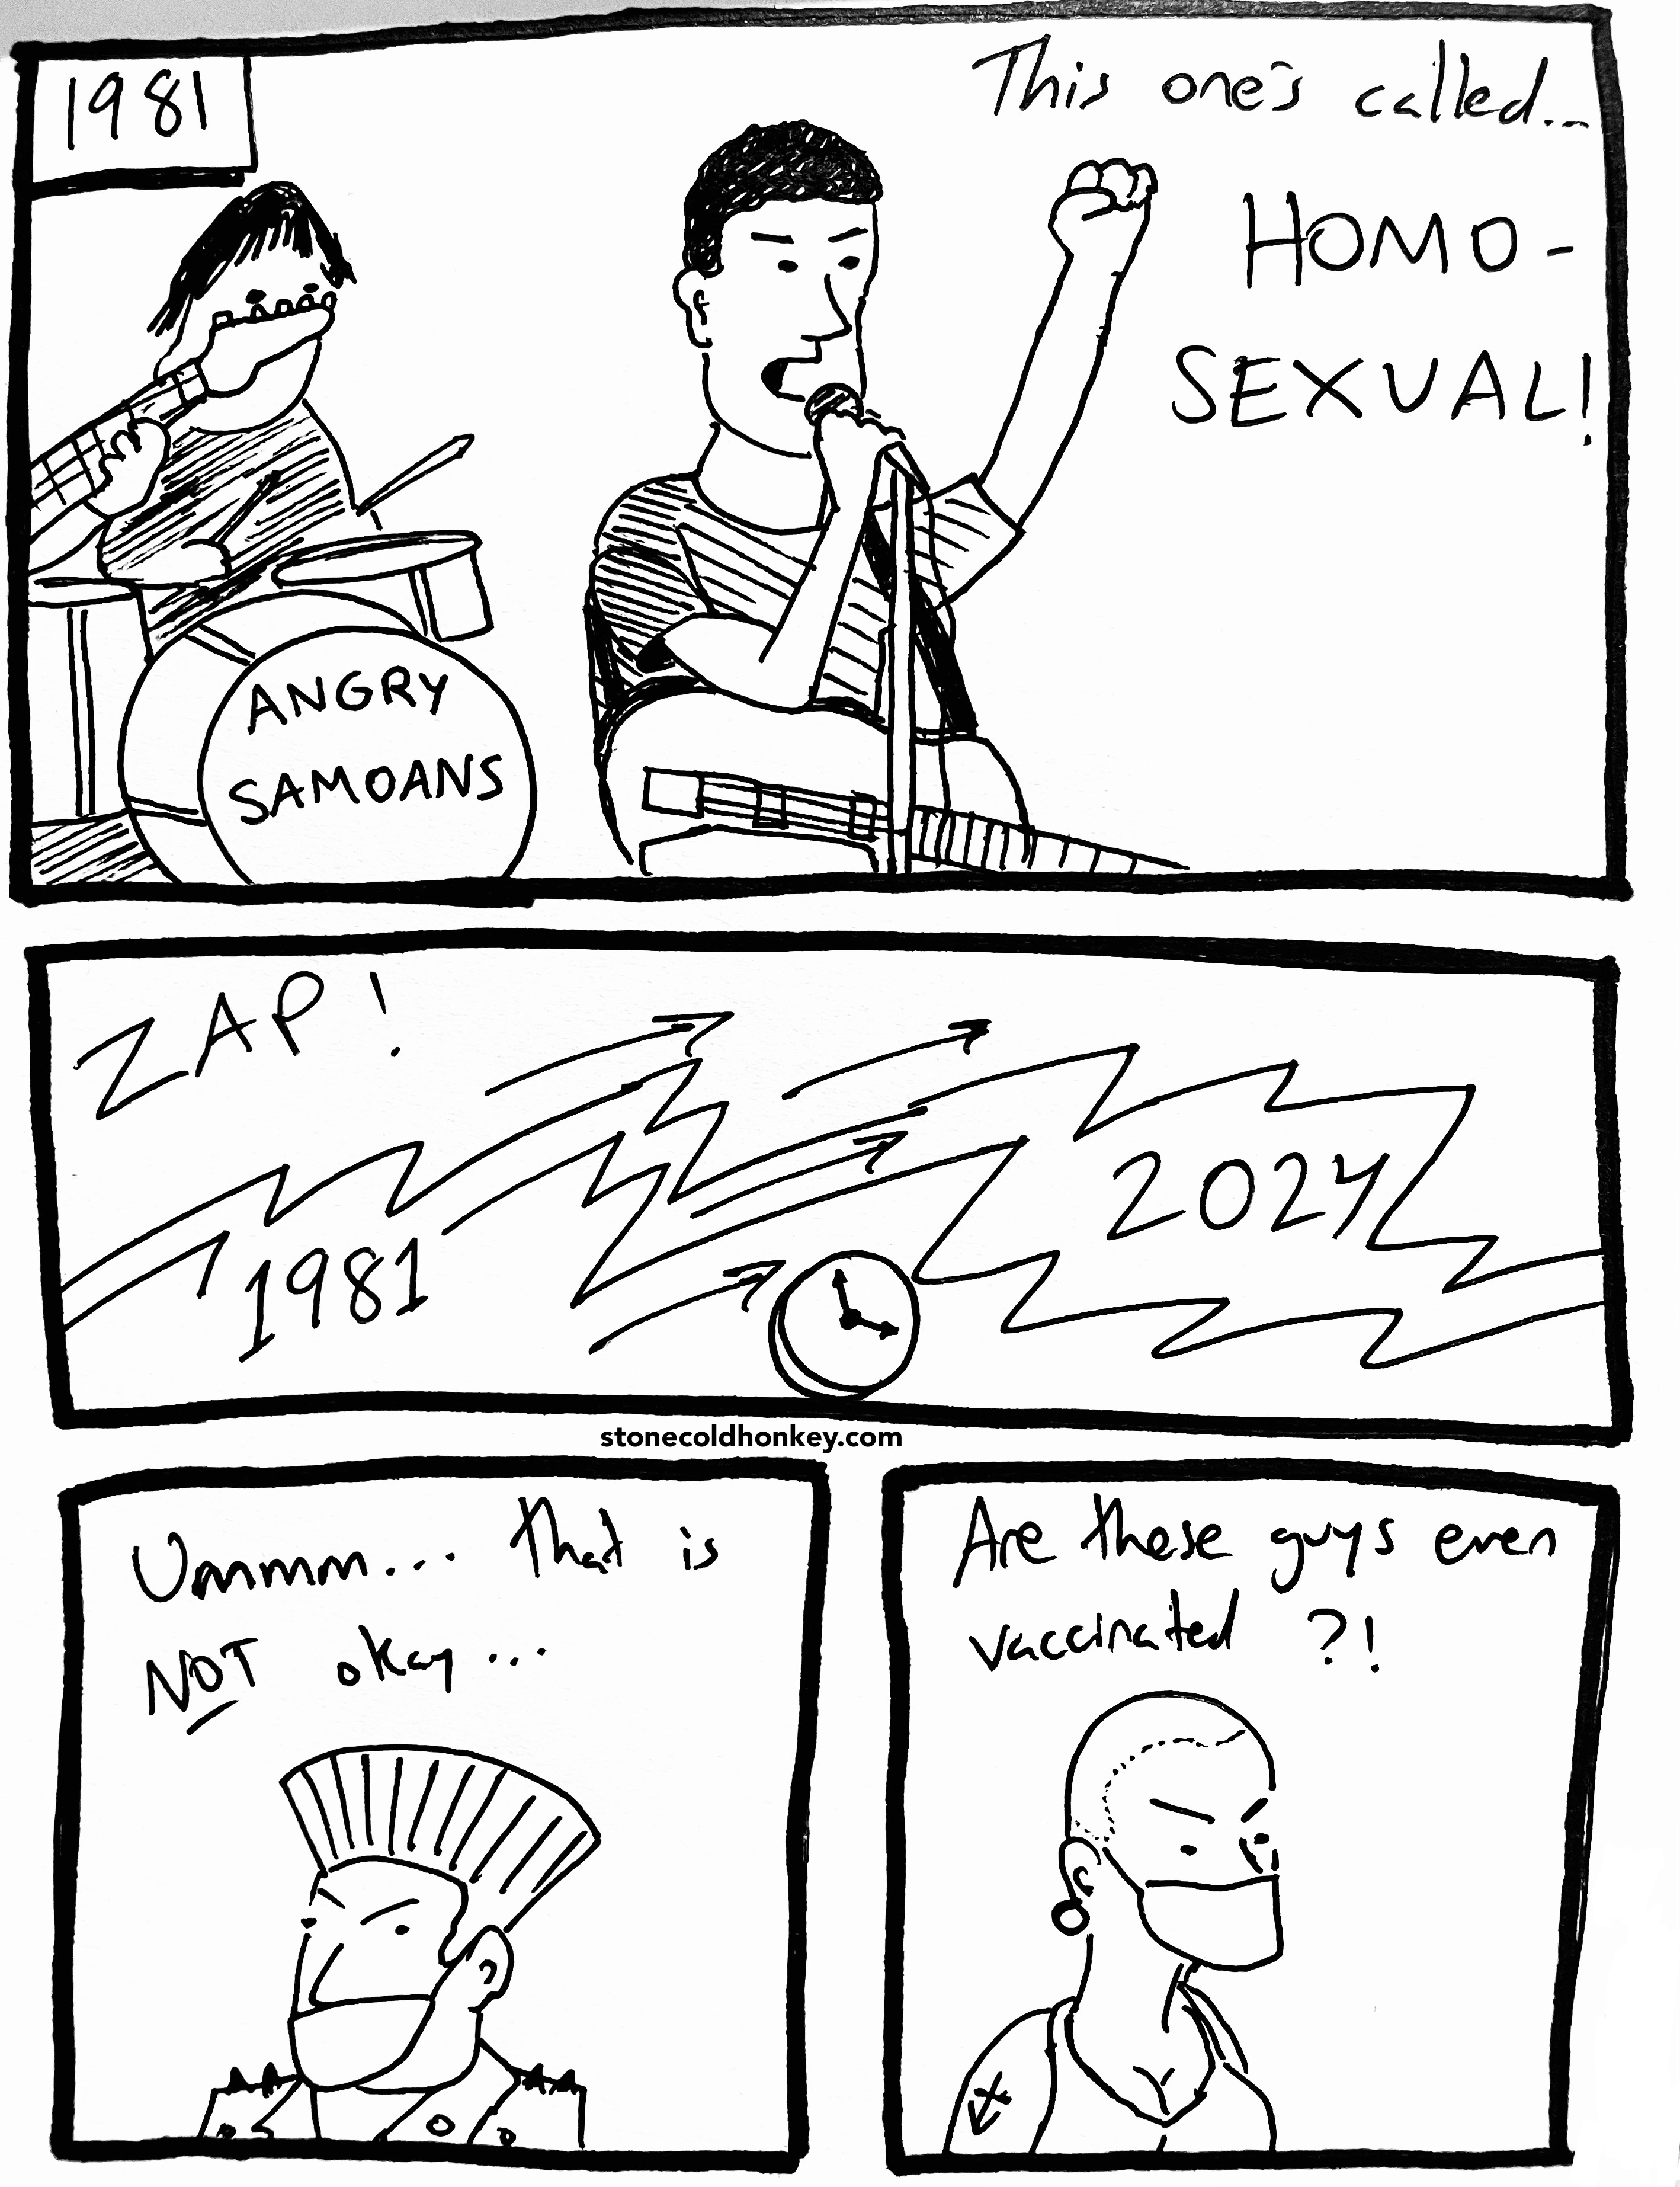 1981
This one's called...
HOMO-
SEXUAL!
ANGRY
SAMOANS
ZAP!
1981
2024
stonecoldhonkey.com
Ummmm... that is
NOT okay...
Are these guys even
vaccinated ?!